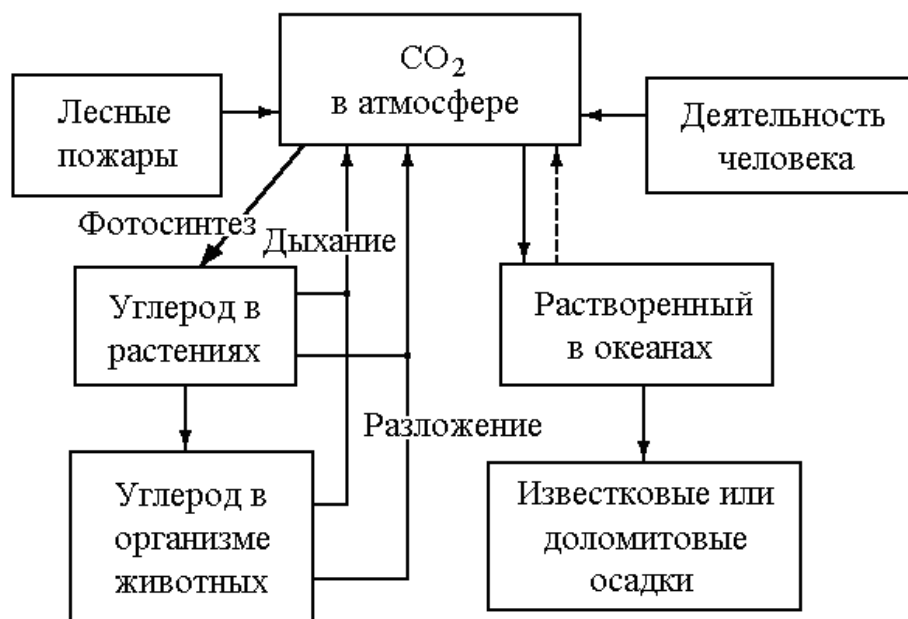 CO2
в атмосфере
Лесные
пожары
Деятельность
человека
Фотосинтез
Дыхание
Углерод в
растениях
Растворенный
в океанах
Разложение
Углерод в
организме
животных
Известковые или
доломитовые
осадки